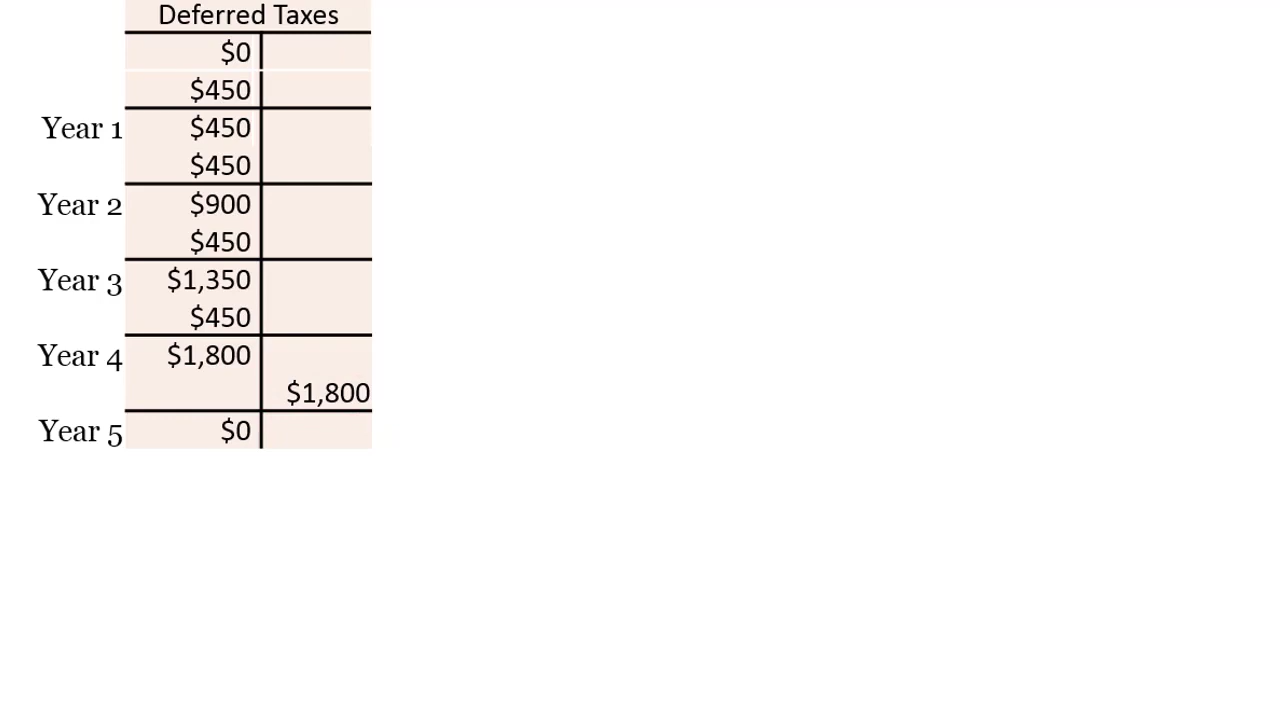 Deferred Taxes
$0
$450
Year 1 $450
$450
Year 2 $900
$450
Year 3 $1,350
$450
Year 4 $1,800
$1,800
Year 5 $0